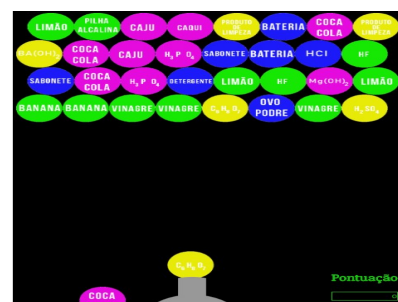 LIMÃO PILHA ALCALINA CAJU CAQUI PRODUTO DE LIMPEZA BATERIA COCA COLA PRODUTO DE LIMPEZA
BA(OH)₂ COCA COLA CAJU H₃PO₄ SABONETE BATERIA HCl HF
SABONETE COCA COLA H₃PO₄ DETERGENTE LIMÃO HF Mg(OH)₂ LIMÃO
BANANA BANANA VINAGRE VINAGRE C₆H₈O₇ OVO PODRE VINAGRE H₂SO₄
C₆H₈O₇
Pontuação
COCA